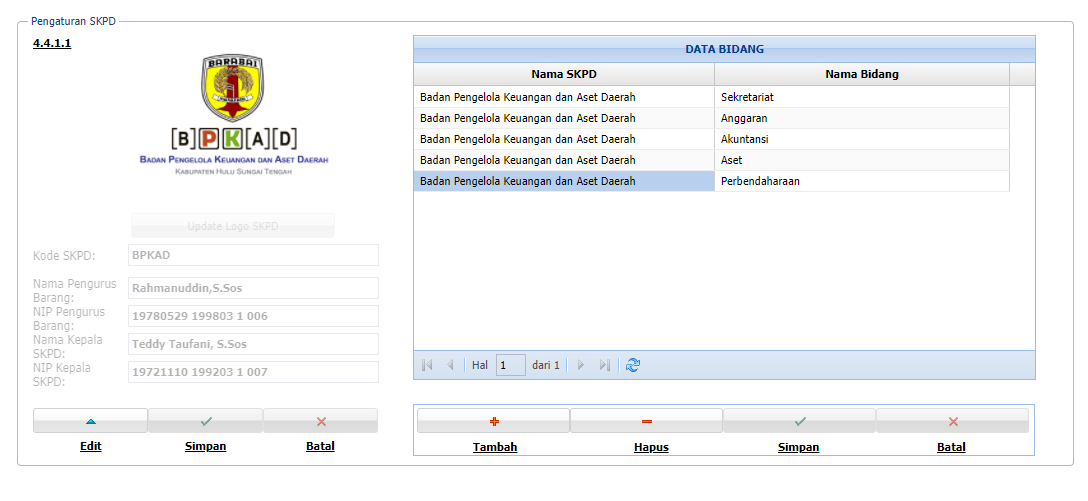 Pengaturan SKPD
4.4.1.1
BARABAI
[B][P][K][A][D]
BADAN PENGELOLA KEUANGAN DAN ASET DAERAH
KABUPATEN HULU SUNGAI TENGAH
Update Logo SKPD
Kode SKPD: BPKAD
Nama Pengurus
Barang:
Rahmanuddin,S.Sos
NIP Pengurus
Barang:
19780529 199803 1 006
Nama Kepala
SKPD:
Teddy Taufani, S.Sos
NIP Kepala
SKPD:
19721110 199203 1 007
Edit Simpan Batal
DATA BIDANG
Nama SKPD Nama Bidang
Badan Pengelola Keuangan dan Aset Daerah Sekretariat
Badan Pengelola Keuangan dan Aset Daerah Anggaran
Badan Pengelola Keuangan dan Aset Daerah Akuntansi
Badan Pengelola Keuangan dan Aset Daerah Aset
Badan Pengelola Keuangan dan Aset Daerah Perbendaharaan
Hal 1 dari 1
Tambah Hapus Simpan Batal